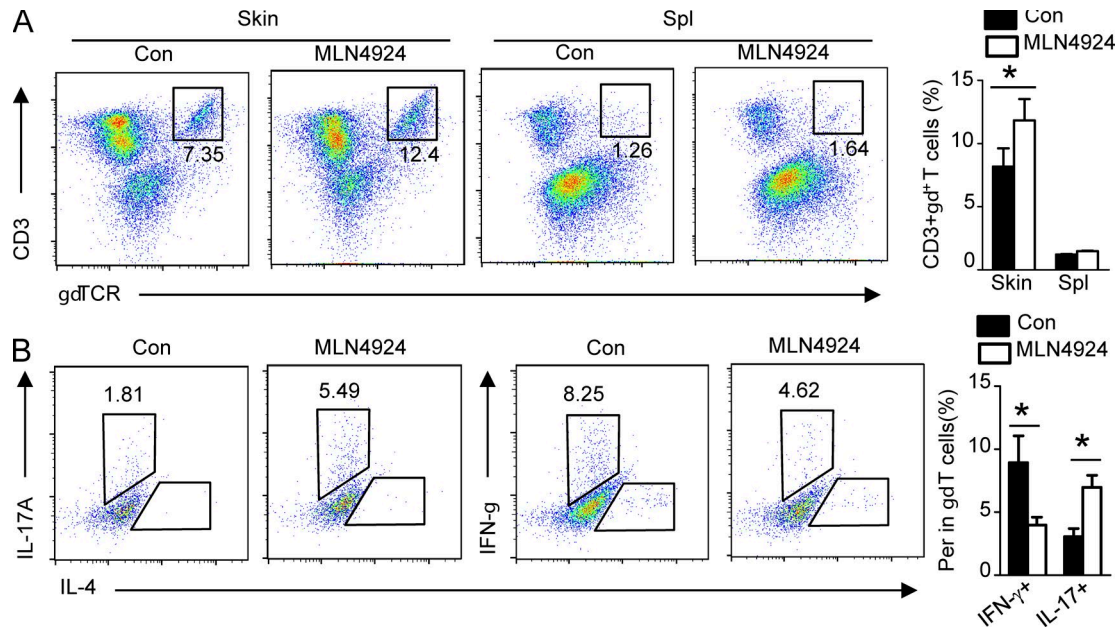 A
Skin
Spl
Con
MLN4924
Con
MLN4924
CD3
7.35
12.4
1.26
1.64
gdTCR
Con
MLN4924
CD3+gd+ T cells (%)
15
10
5
0
*
Skin
Spl
B
Con
MLN4924
Con
MLN4924
IL-17A
1.81
5.49
IFN-g
8.25
4.62
IL-4
Con
MLN4924
Per in gdT cells(%)
15
10
5
0
*
*
IFN-γ+
IL-17+